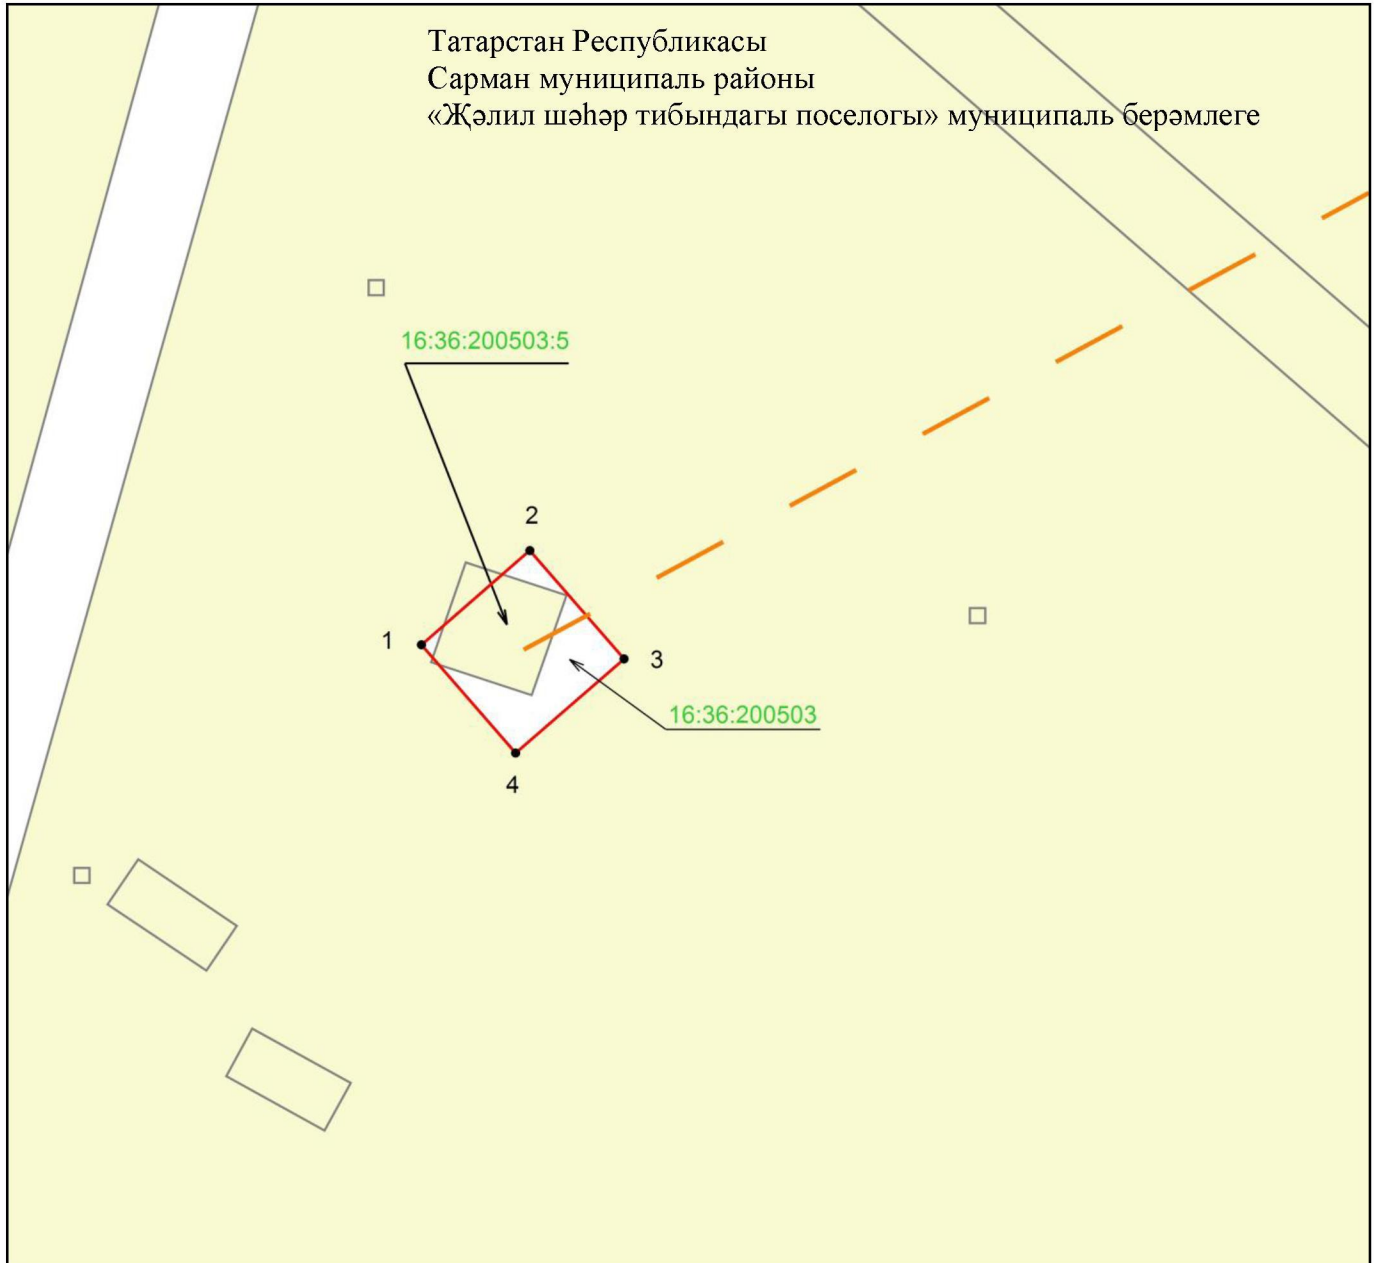 Татарстан Республикасы
Сарман муниципаль районы
«Җәлил шәһәр тибындагы поселогы» муниципаль берәмлеге
16:36:200503:5
2
1
3
16:36:200503
4